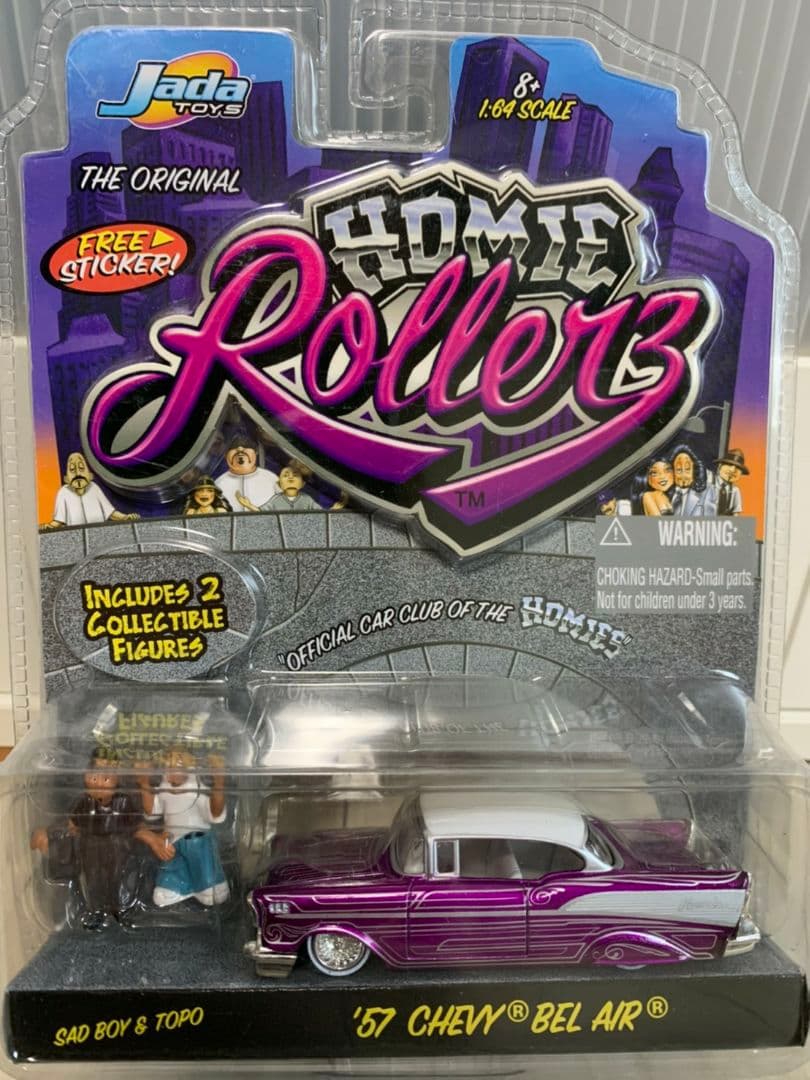 Jada
TOYS
8+
1:64 SCALE
THE ORIGINAL
FREE
STICKER!
HOMIE
Rollerz
TM
WARNING:
CHOKING HAZARD-Small parts.
Not for children under 3 years.
INCLUDES 2
COLLECTIBLE
FIGURES
"OFFICIAL CAR CLUB OF THE HOMIES"
SAD BOY & TOPO
'57 CHEVY® BEL AIR®